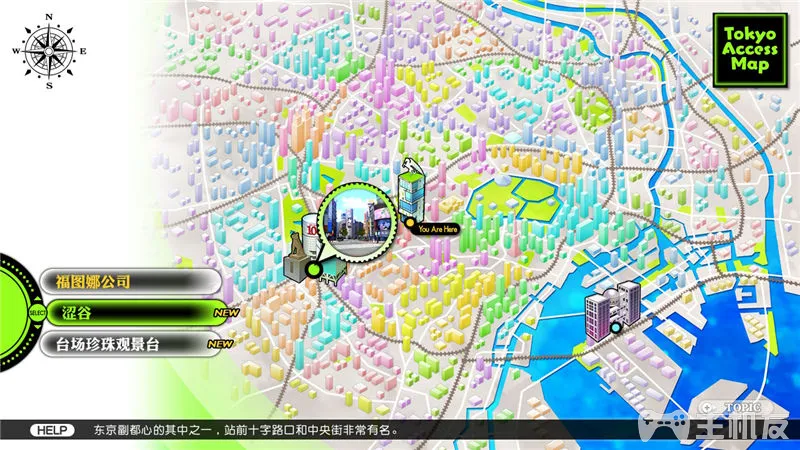 N
W E
S
Tokyo
Access
Map
10
You Are Here
福图娜公司
SELECT
涩谷
NEW
台场珍珠观景台
NEW
TOPIC
主机友
HELP
东京副都心的其中之一，站前十字路口和中央街非常有名。